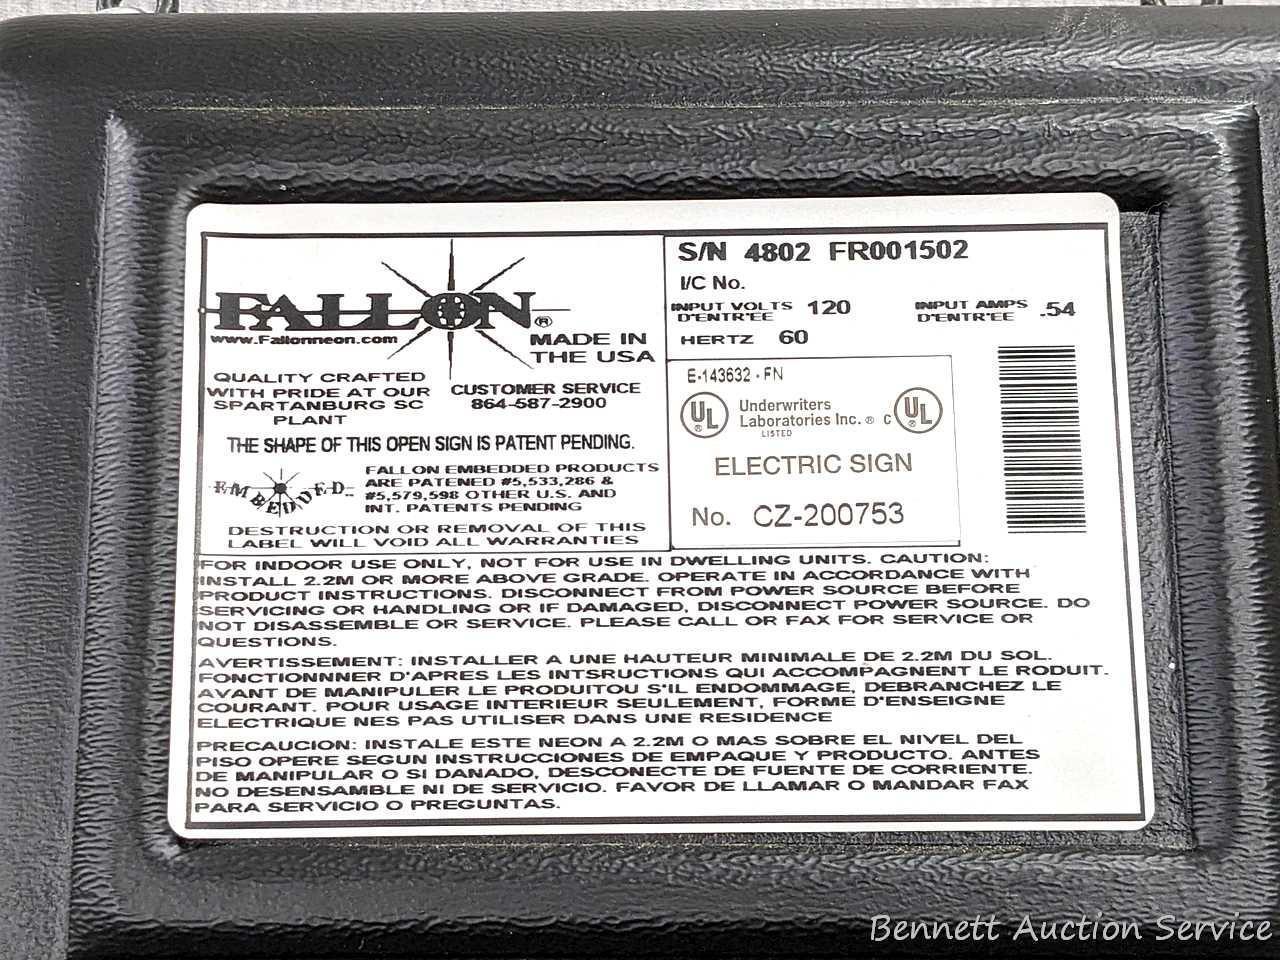 FALLON®
www.Fallonneon.com
MADE IN
THE USA
QUALITY CRAFTED
WITH PRIDE AT OUR
SPARTANBURG SC
PLANT
CUSTOMER SERVICE
864-587-2900
THE SHAPE OF THIS OPEN SIGN IS PATENT PENDING.
EMBEDDED
FALLON EMBEDDED PRODUCTS
ARE PATENTED #5,533,286 &
#5,579,598 OTHER U.S. AND
INT. PATENTS PENDING
DESTRUCTION OR REMOVAL OF THIS
LABEL WILL VOID ALL WARRANTIES
S/N 4802 FR001502
I/C No.
INPUT VOLTS 120 INPUT AMPS .54
D'ENTR'EE D'ENTR'EE
HERTZ 60
E-143632 - FN
UL® Underwriters
Laboratories Inc.® C UL®
LISTED
ELECTRIC SIGN
No. CZ-200753
FOR INDOOR USE ONLY, NOT FOR USE IN DWELLING UNITS. CAUTION:
INSTALL 2.2M OR MORE ABOVE GRADE. OPERATE IN ACCORDANCE WITH
PRODUCT INSTRUCTIONS. DISCONNECT FROM POWER SOURCE BEFORE
SERVICING OR HANDLING OR IF DAMAGED, DISCONNECT POWER SOURCE. DO
NOT DISASSEMBLE OR SERVICE. PLEASE CALL OR FAX FOR SERVICE OR
QUESTIONS.
AVERTISSEMENT: INSTALLER A UNE HAUTEUR MINIMALE DE 2.2M DU SOL.
FONCTIONNNER D'APRES LES INTSRUCTIONS QUI ACCOMPAGNENT LE RODUIT.
AVANT DE MANIPULER LE PRODUITOU S'IL ENDOMMAGE, DEBRANCHEZ LE
COURANT. POUR USAGE INTERIEUR SEULEMENT, FORME D'ENSEIGNE
ELECTRIQUE NES PAS UTILISER DANS UNE RESIDENCE
PRECAUCION: INSTALE ESTE NEON A 2.2M O MAS SOBRE EL NIVEL DEL
PISO OPERE SEGUN INSTRUCCIONES DE EMPAQUE Y PRODUCTO. ANTES
DE MANIPULAR O SI DANADO, DESCONECTE DE FUENTE DE CORRIENTE.
NO DESENSAMBLE NI DE SERVICIO. FAVOR DE LLAMAR O MANDAR FAX
PARA SERVICIO O PREGUNTAS.
Bennett Auction Service